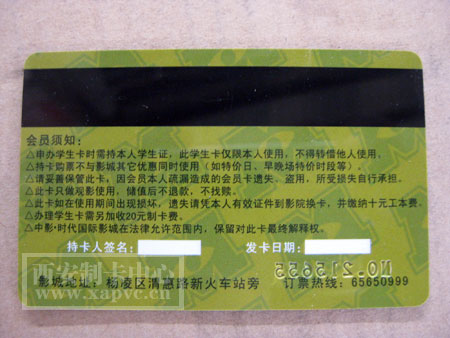 会员须知:
△申办学生卡时需持本人学生证,此学生卡仅限本人使用,不得转借他人使用。
△持卡购票不与影城其它优惠同时使用(如特价日、早晚场特价时段等)。
△请妥善保管此卡。因会员本人疏漏造成的会员卡遗失、盗用,所受损失自行承担。
△此卡只做观影使用,储值后不退款,不找赎。
△此卡如在使用期间出现损坏,遗失请凭本人有效证件到影院换卡,并缴纳十元工本费。
△办理学生卡需另加收20元制卡费。
△中影·时代国际影城在法律允许范围内,保留对此卡最终解释权。
持卡人签名: 发卡日期:
西安制卡中心
www.xapvc.cn
影城地址:杨凌区渭惠路新火车站旁 订票热线:65650999